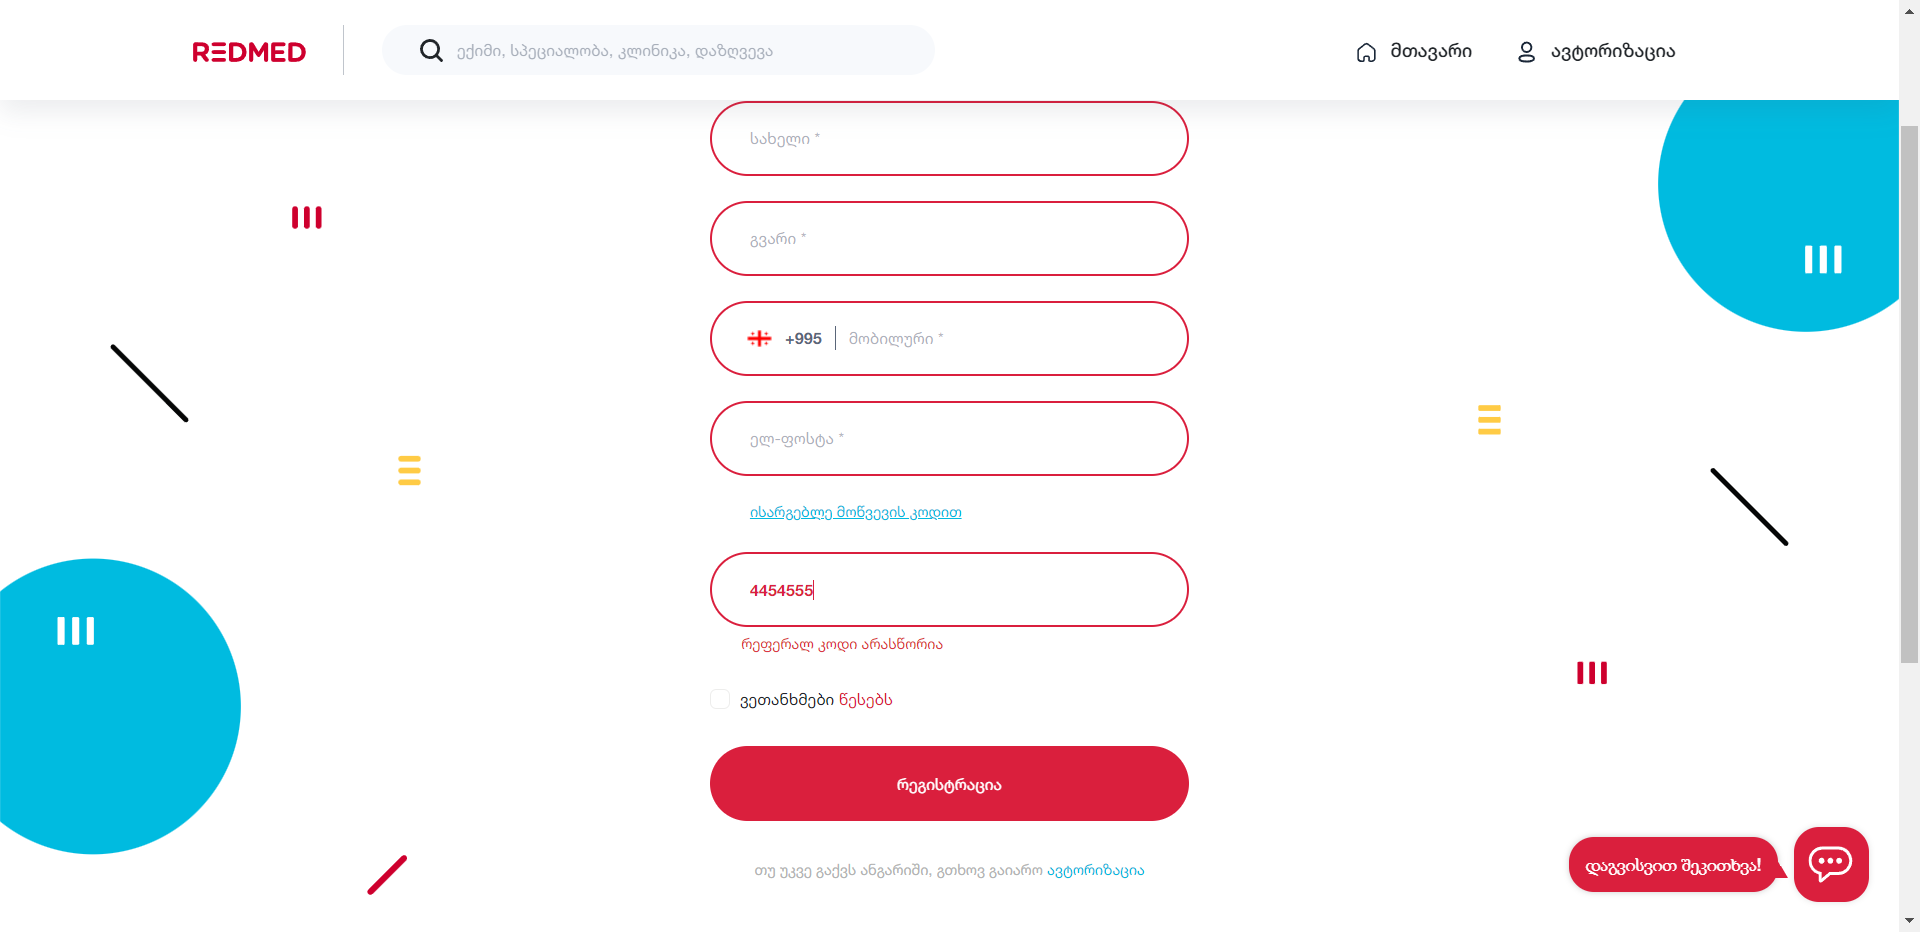 REDMED
ექიმი, სპეციალობა, კლინიკა, დაზღვევა
მთავარი
ავტორიზაცია
სახელი *
გვარი *
+995
მობილური *
ელ-ფოსტა *
ისარგებლე მოწვევის კოდით
4454555
რეფერალ კოდი არასწორია
ვეთანხმები წესებს
რეგისტრაცია
თუ უკვე გაქვს ანგარიში, გთხოვ გაიარო ავტორიზაცია
დაგვისვით შეკითხვა!